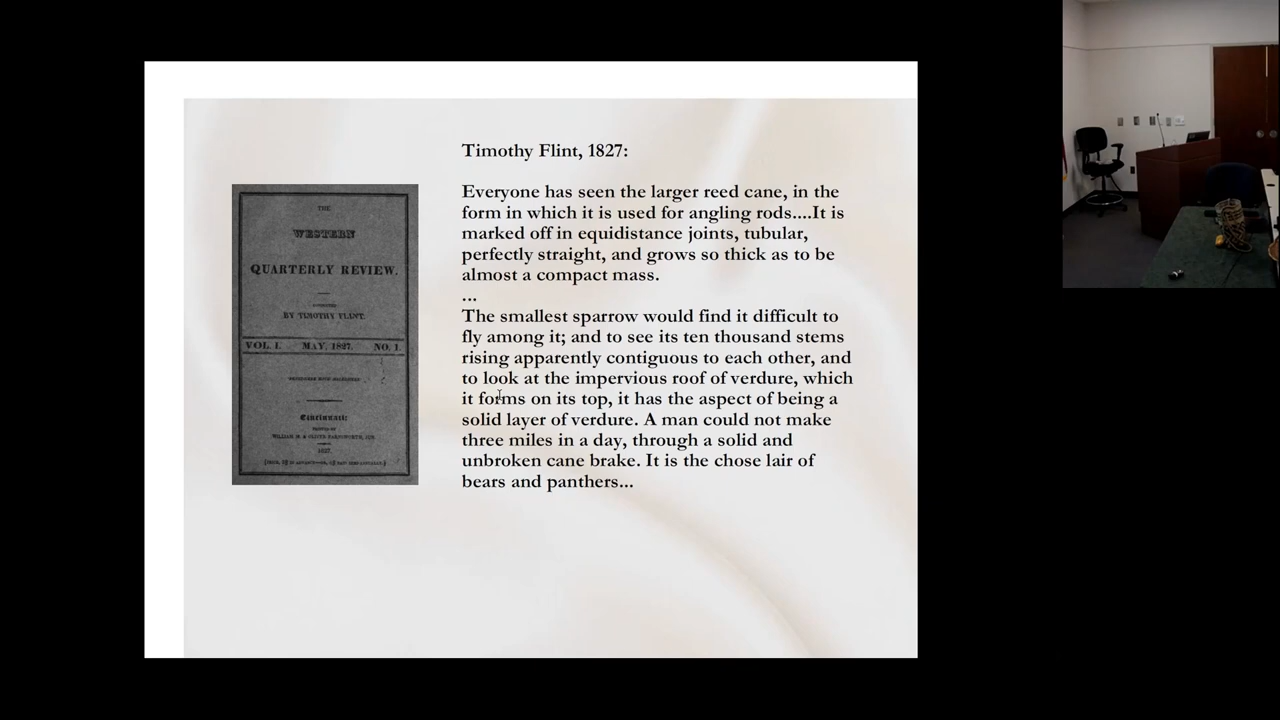 THE
WESTERN
QUARTERLY REVIEW.
BY TIMOTHY FLINT.
VOL. I. MAY, 1827. NO. 1.
Cincinnati:
1827.
Timothy Flint, 1827:
Everyone has seen the larger reed cane, in the
form in which it is used for angling rods....It is
marked off in equidistance joints, tubular,
perfectly straight, and grows so thick as to be
almost a compact mass.
...
The smallest sparrow would find it difficult to
fly among it; and to see its ten thousand stems
rising apparently contiguous to each other, and
to look at the impervious roof of verdure, which
it forms on its top, it has the aspect of being a
solid layer of verdure. A man could not make
three miles in a day, through a solid and
unbroken cane brake. It is the chose lair of
bears and panthers...